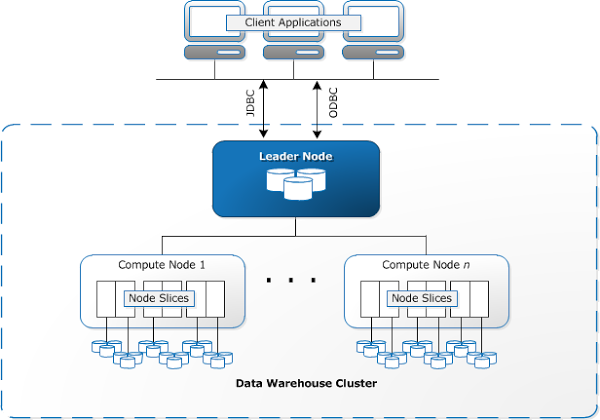 Client Applications
JDBC
ODBC
Leader Node
Compute Node 1
Compute Node n
Node Slices
. . .
Node Slices
Data Warehouse Cluster